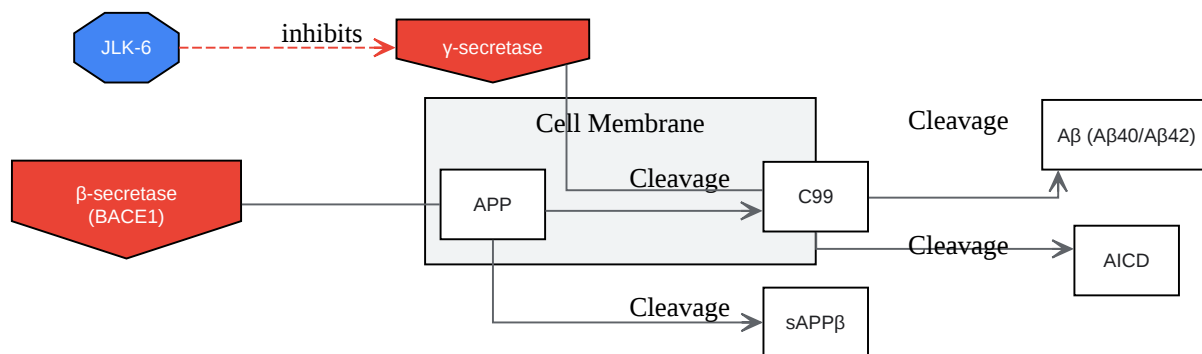 JLK-6
inhibits
γ-secretase
Cell Membrane
Cleavage
Aβ (Aβ40/Aβ42)
β-secretase
(BACE1)
APP
Cleavage
C99
Cleavage
AICD
Cleavage
sAPPβ